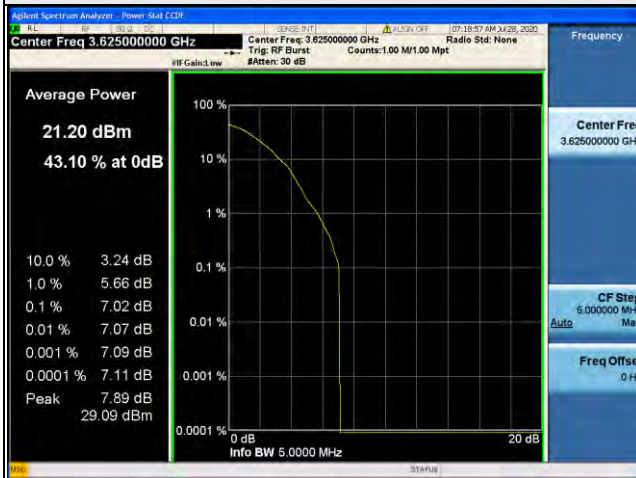 Agilent Spectrum Analyzer - Power Stat CCDF
RL RF 50 Ω DC SENSE:INT ALIGN OFF 07:18:57 AM Jul 28, 2020
Center Freq 3.625000000 GHz
Center Freq: 3.625000000 GHz Radio Std: None
Trig: RF Burst Counts:1.00 M/1.00 Mpt
#IFGain:Low #Atten: 30 dB
Frequency
Average Power
21.20 dBm
43.10 % at 0dB
10.0 % 3.24 dB
1.0 % 5.66 dB
0.1 % 7.02 dB
0.01 % 7.07 dB
0.001 % 7.09 dB
0.0001 % 7.11 dB
Peak 7.89 dB
29.09 dBm
100 %
10 %
1 %
0.1 %
0.01 %
0.001 %
0.0001 %
0 dB 20 dB
Info BW 5.0000 MHz
Center Fre
3.625000000 GH
CF Step
5.000000 MH
Auto Ma
Freq Offse
0 H
MSG STATUS